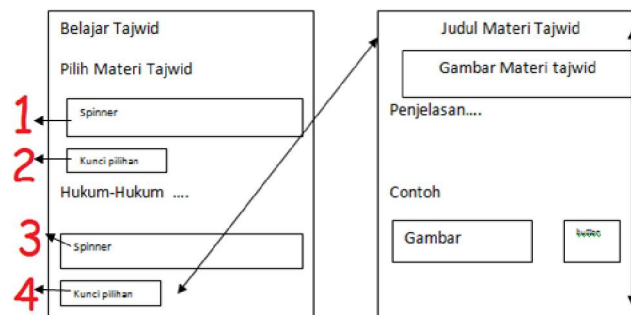 Belajar Tajwid
Pilih Materi Tajwid
1
Spinner
2
Kunci pilihan
Hukum-Hukum ....
3
Spinner
4
Kunci pilihan
Judul Materi Tajwid
Gambar Materi tajwid
Penjelasan....
Contoh
Gambar